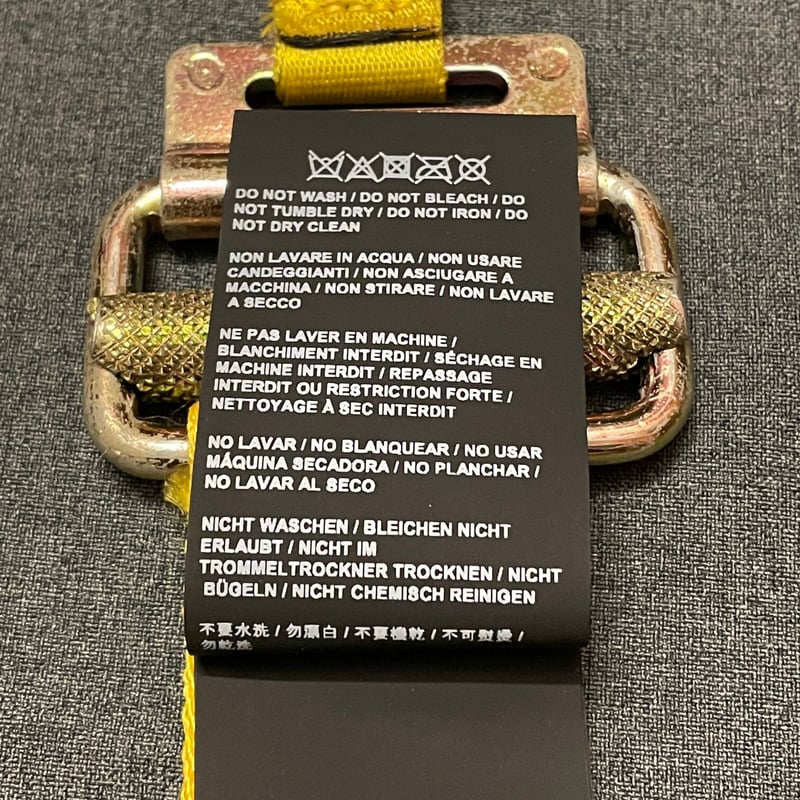 DO NOT WASH / DO NOT BLEACH / DO
NOT TUMBLE DRY / DO NOT IRON / DO
NOT DRY CLEAN
NON LAVARE IN ACQUA / NON USARE
CANDEGGIANTI / NON ASCIUGARE A
MACCHINA / NON STIRARE / NON LAVARE
A SECCO
NE PAS LAVER EN MACHINE /
BLANCHIMENT INTERDIT / SÉCHAGE EN
MACHINE INTERDIT / REPASSAGE
INTERDIT OU RESTRICTION FORTE /
NETTOYAGE À SEC INTERDIT
NO LAVAR / NO BLANQUEAR / NO USAR
MÁQUINA SECADORA / NO PLANCHAR /
NO LAVAR AL SECO
NICHT WASCHEN / BLEICHEN NICHT
ERLAUBT / NICHT IM
TROMMELTROCKNER TROCKNEN / NICHT
BÜGELN / NICHT CHEMISCH REINIGEN
不要水洗 / 勿漂白 / 不要機乾 / 不可熨燙 /
勿乾洗